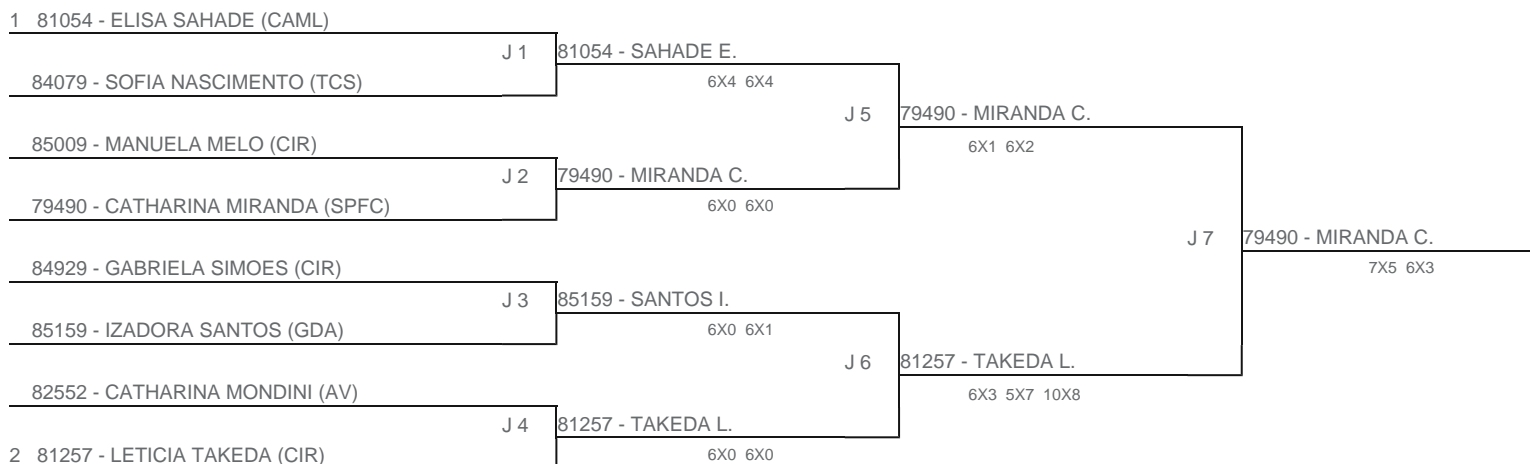 1 81054 - ELISA SAHADE (CAML)
J 1
81054 - SAHADE E.
84079 - SOFIA NASCIMENTO (TCS)
6X4 6X4
J 5
79490 - MIRANDA C.
85009 - MANUELA MELO (CIR)
6X1 6X2
J 2
79490 - MIRANDA C.
79490 - CATHARINA MIRANDA (SPFC)
6X0 6X0
J 7
79490 - MIRANDA C.
84929 - GABRIELA SIMOES (CIR)
7X5 6X3
J 3
85159 - SANTOS I.
85159 - IZADORA SANTOS (GDA)
6X0 6X1
J 6
81257 - TAKEDA L.
82552 - CATHARINA MONDINI (AV)
6X3 5X7 10X8
J 4
81257 - TAKEDA L.
2 81257 - LETICIA TAKEDA (CIR)
6X0 6X0